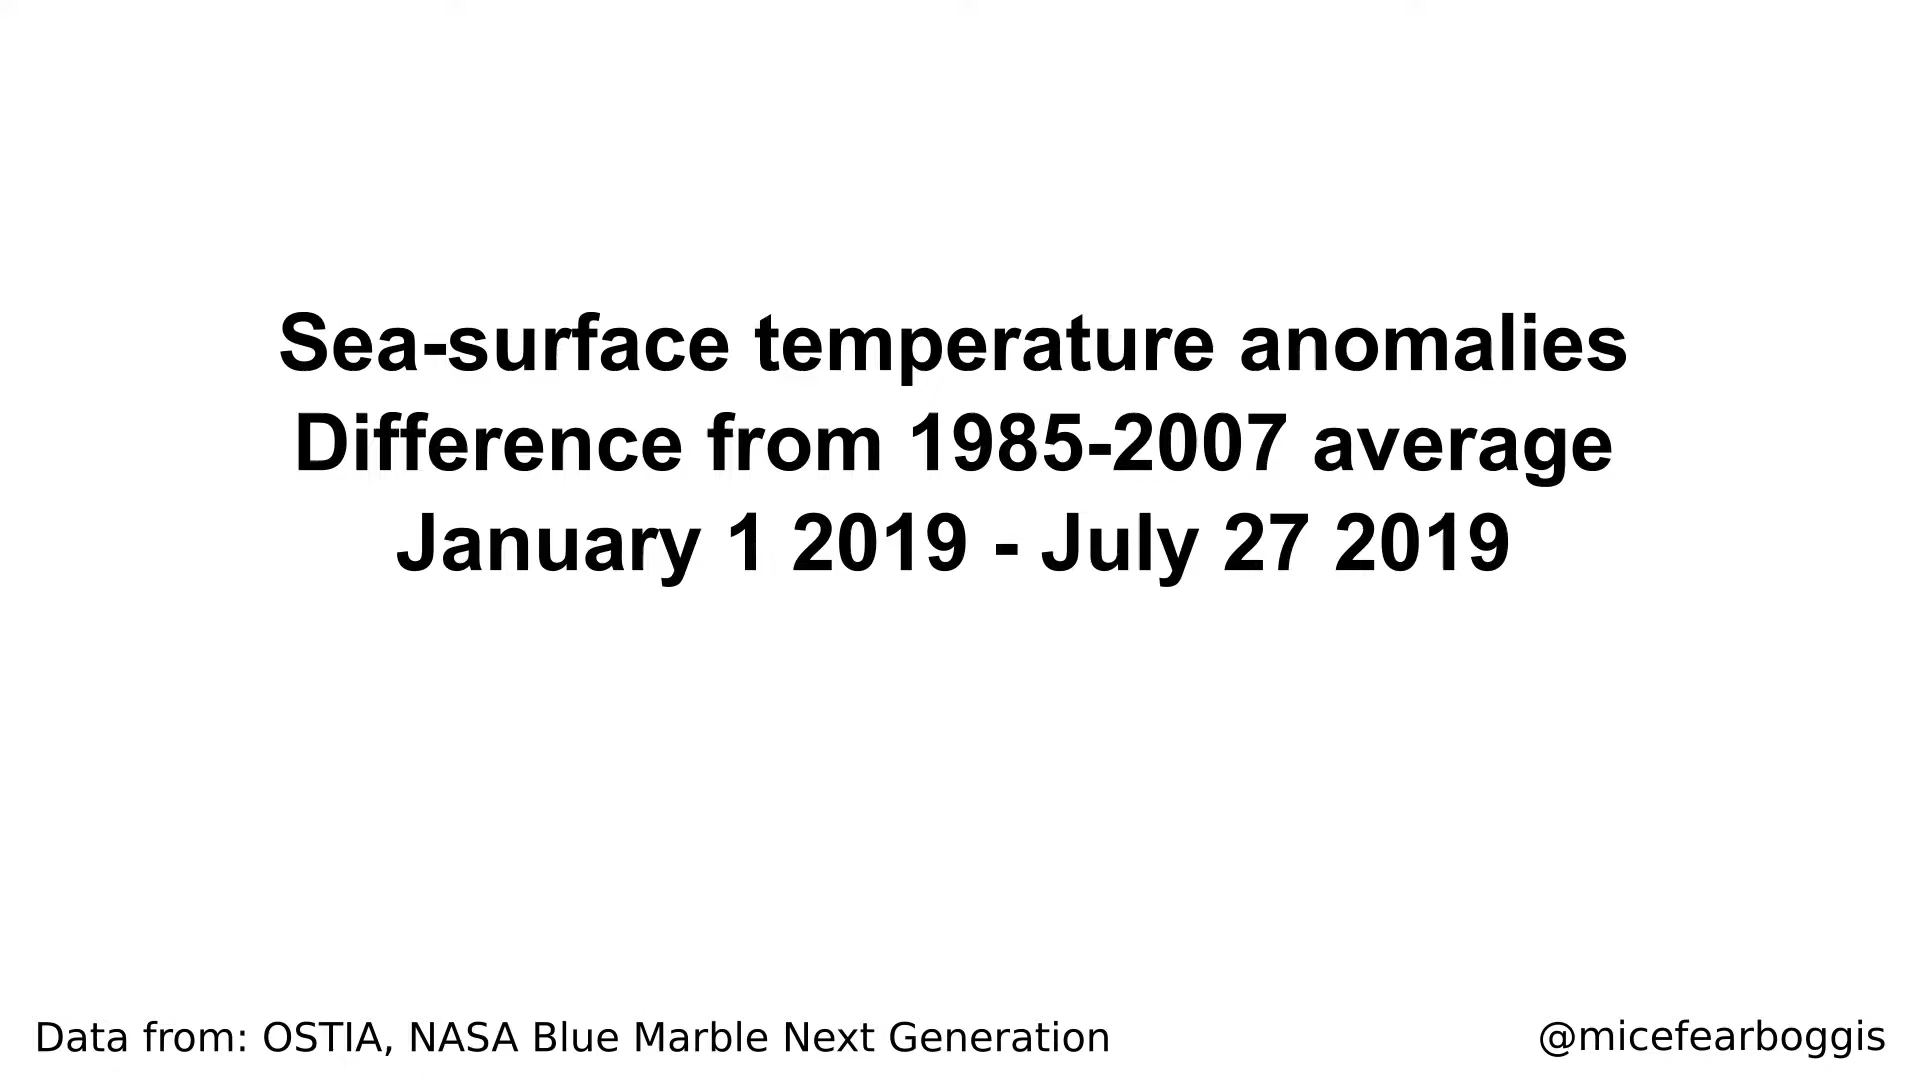 Sea-surface temperature anomalies
Difference from 1985-2007 average
January 1 2019 - July 27 2019
Data from: OSTIA, NASA Blue Marble Next Generation
@micefearboggis